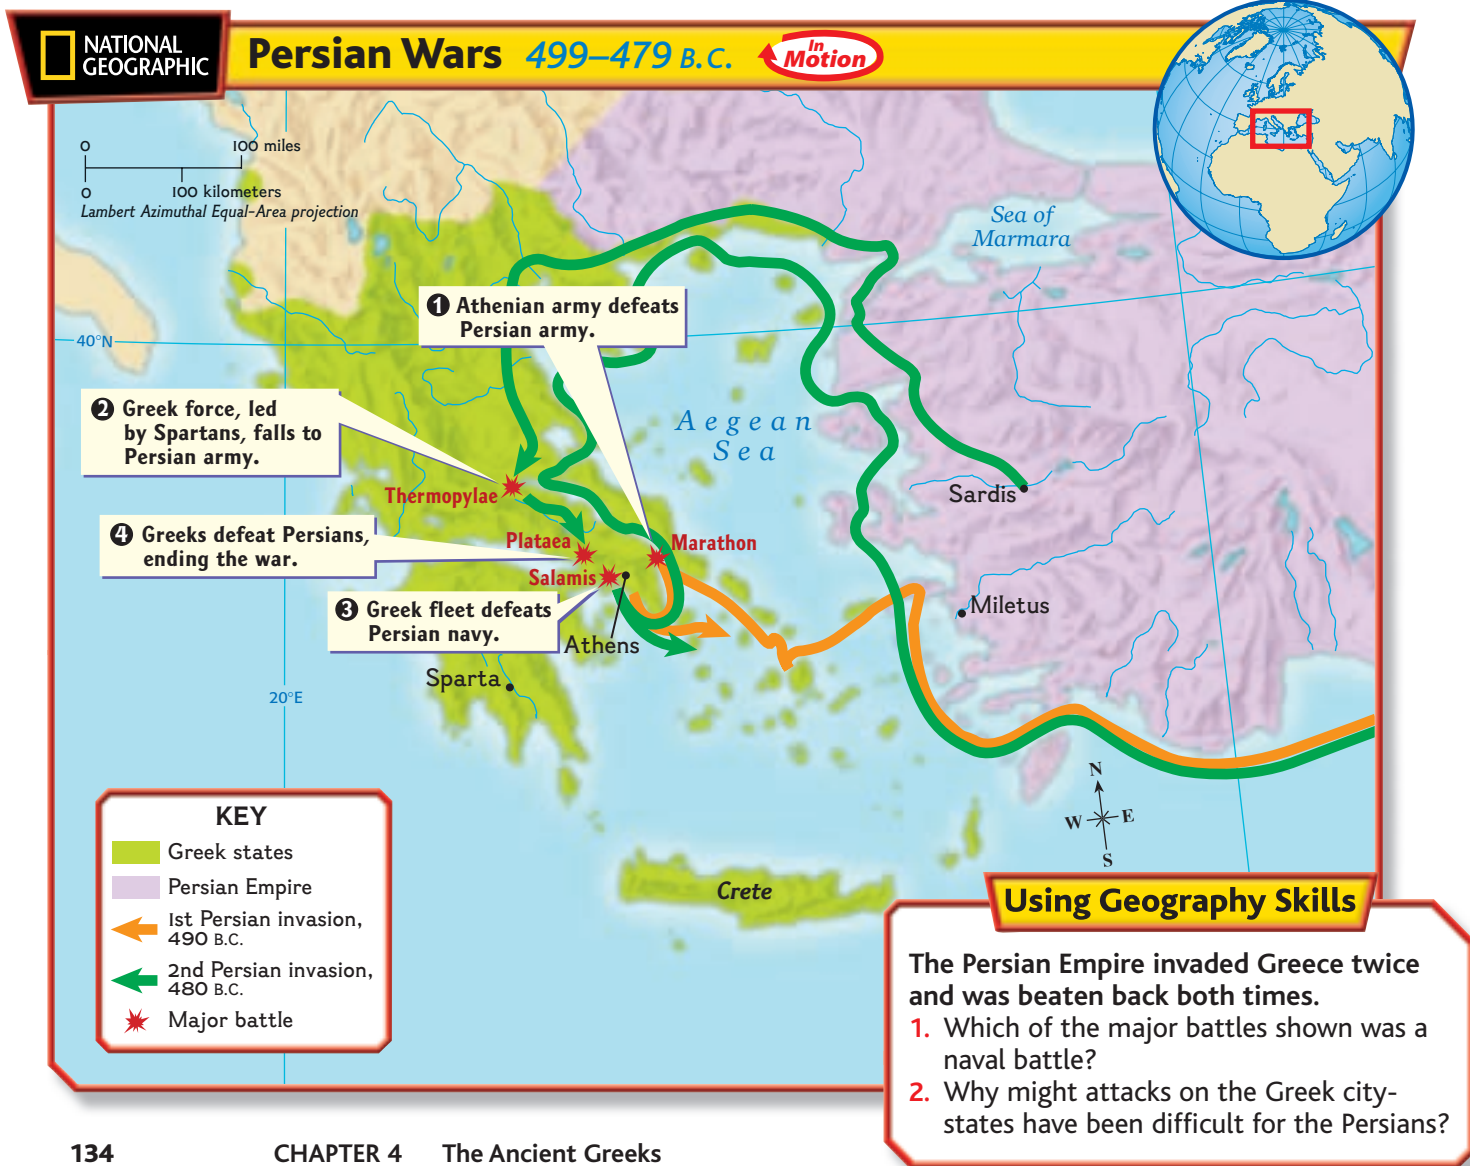 NATIONAL
GEOGRAPHIC
Persian Wars 499–479 B.C.
In
Motion
0 100 miles
0 100 kilometers
Lambert Azimuthal Equal-Area projection
Sea of
Marmara
❶ Athenian army defeats
Persian army.
40°N
❷ Greek force, led
by Spartans, falls to
Persian army.
Aegean
Sea
Thermopylae
Sardis
❹ Greeks defeat Persians,
ending the war.
Plataea
Marathon
Salamis
❸ Greek fleet defeats
Persian navy.
Miletus
Athens
Sparta
20°E
N
W E
S
KEY
Greek states
Persian Empire
1st Persian invasion,
490 B.C.
2nd Persian invasion,
480 B.C.
Major battle
Crete
Using Geography Skills
The Persian Empire invaded Greece twice
and was beaten back both times.
1. Which of the major battles shown was a
naval battle?
2. Why might attacks on the Greek city-
states have been difficult for the Persians?
134 CHAPTER 4 The Ancient Greeks